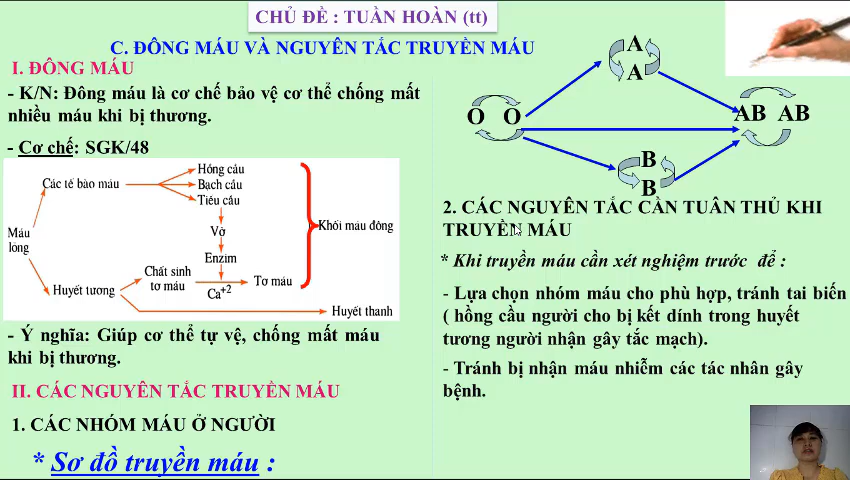 CHỦ ĐỀ : TUẦN HOÀN (tt)
C. ĐÔNG MÁU VÀ NGUYÊN TẮC TRUYỀN MÁU
I. ĐÔNG MÁU
- K/N: Đông máu là cơ chế bảo vệ cơ thể chống mất
nhiều máu khi bị thương.
- Cơ chế: SGK/48
Máu
lỏng
Các tế bào máu
Hồng cầu
Bạch cầu
Tiểu cầu
Vỡ
Enzim
Khối máu đông
Huyết tương
Chất sinh
tơ máu
Ca+2
Tơ máu
Huyết thanh
- Ý nghĩa: Giúp cơ thể tự vệ, chống mất máu
khi bị thương.
II. CÁC NGUYÊN TẮC TRUYỀN MÁU
1. CÁC NHÓM MÁU Ở NGƯỜI
* Sơ đồ truyền máu :
A
A
O O
AB AB
B
B
2. CÁC NGUYÊN TẮC CẦN TUÂN THỦ KHI
TRUYỀN MÁU
* Khi truyền máu cần xét nghiệm trước để :
- Lựa chọn nhóm máu cho phù hợp, tránh tai biến
( hồng cầu người cho bị kết dính trong huyết
tương người nhận gây tắc mạch).
- Tránh bị nhận máu nhiễm các tác nhân gây
bệnh.